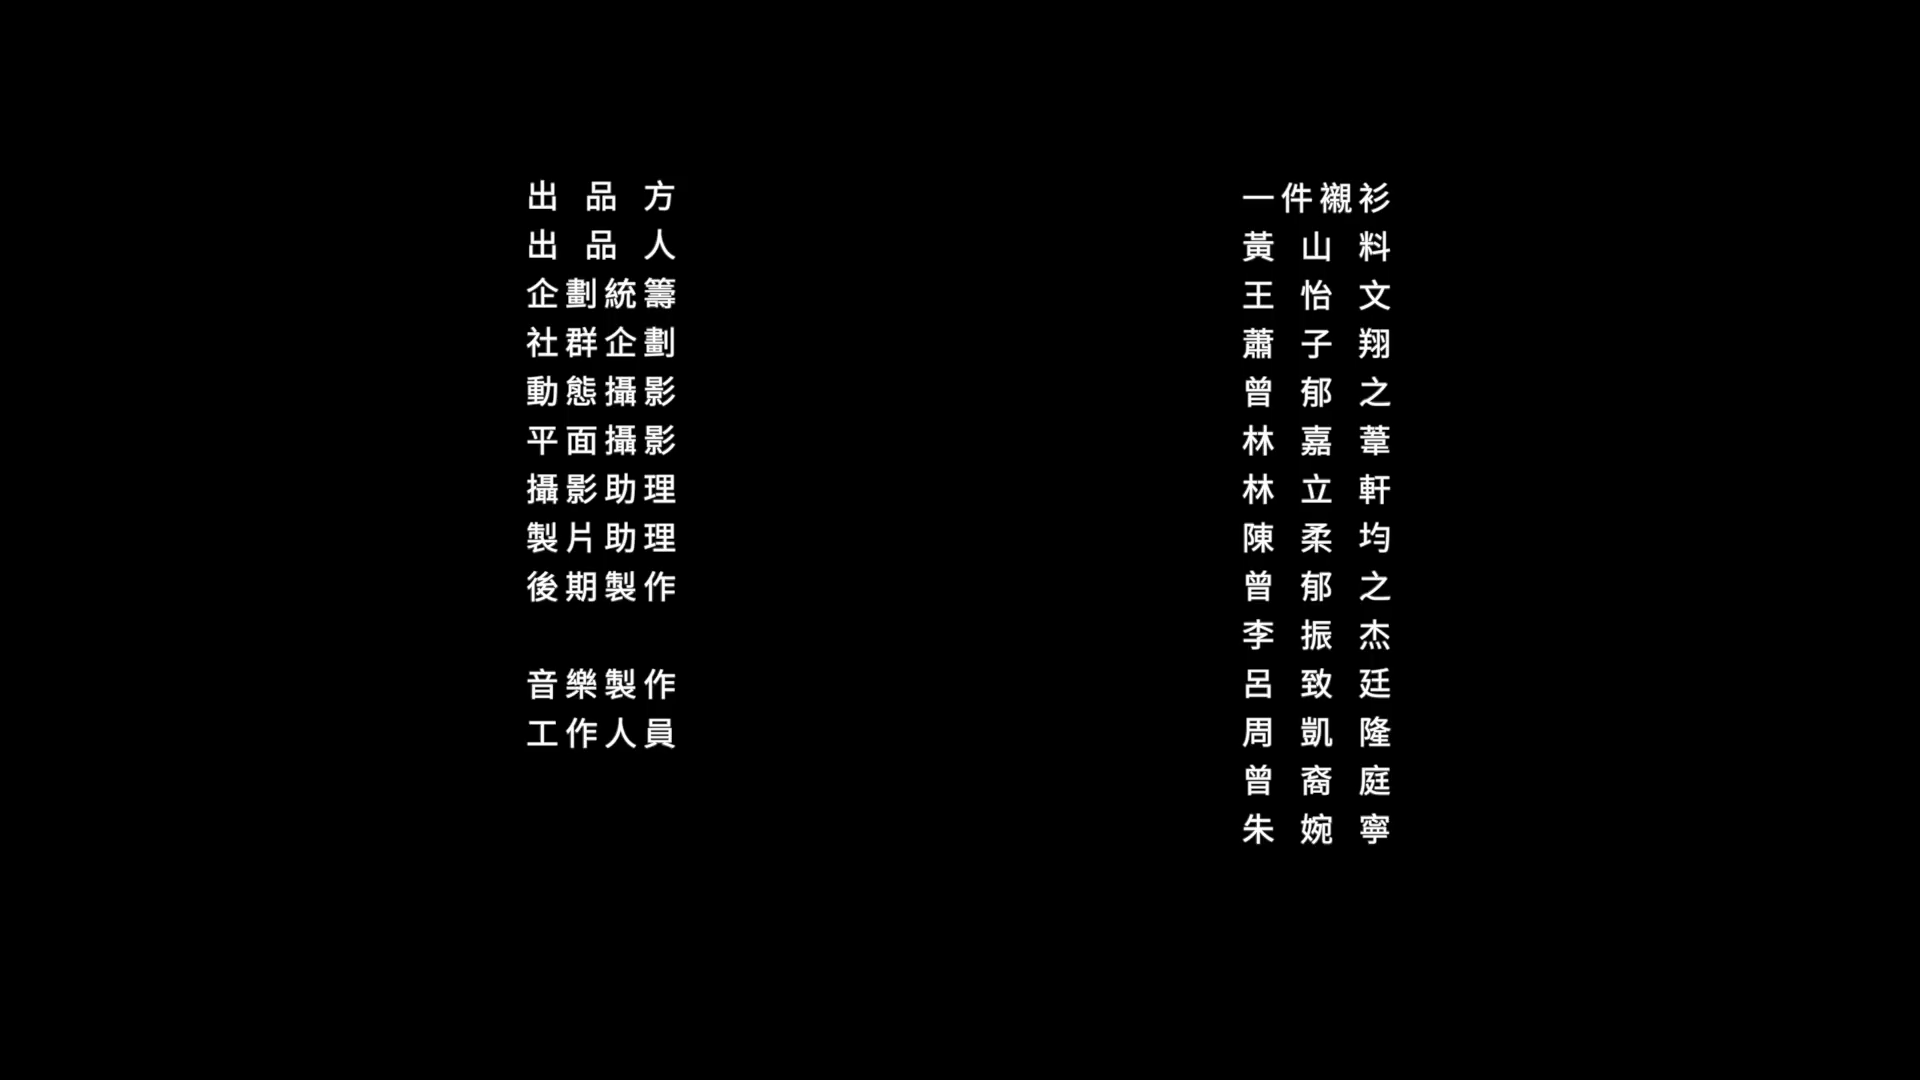 出品方 一件襯衫
出品人 黃山料
企劃統籌 王怡文
社群企劃 蕭子翔
動態攝影 曾郁之
平面攝影 林嘉葦
攝影助理 林立軒
製片助理 陳柔均
後期製作 曾郁之
李振杰
音樂製作 呂致廷
工作人員 周凱隆
曾裔庭
朱婉寧